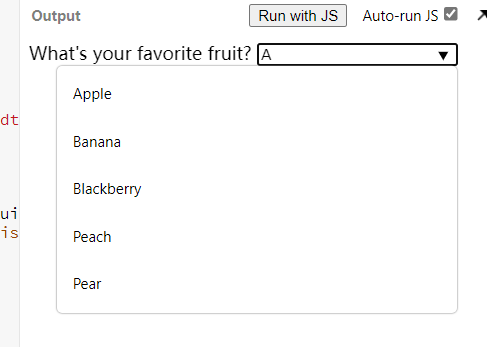 Output Run with JS Auto-run JS
What's your favorite fruit? A
Apple
dt
Banana
Blackberry
ui
is
Peach
Pear